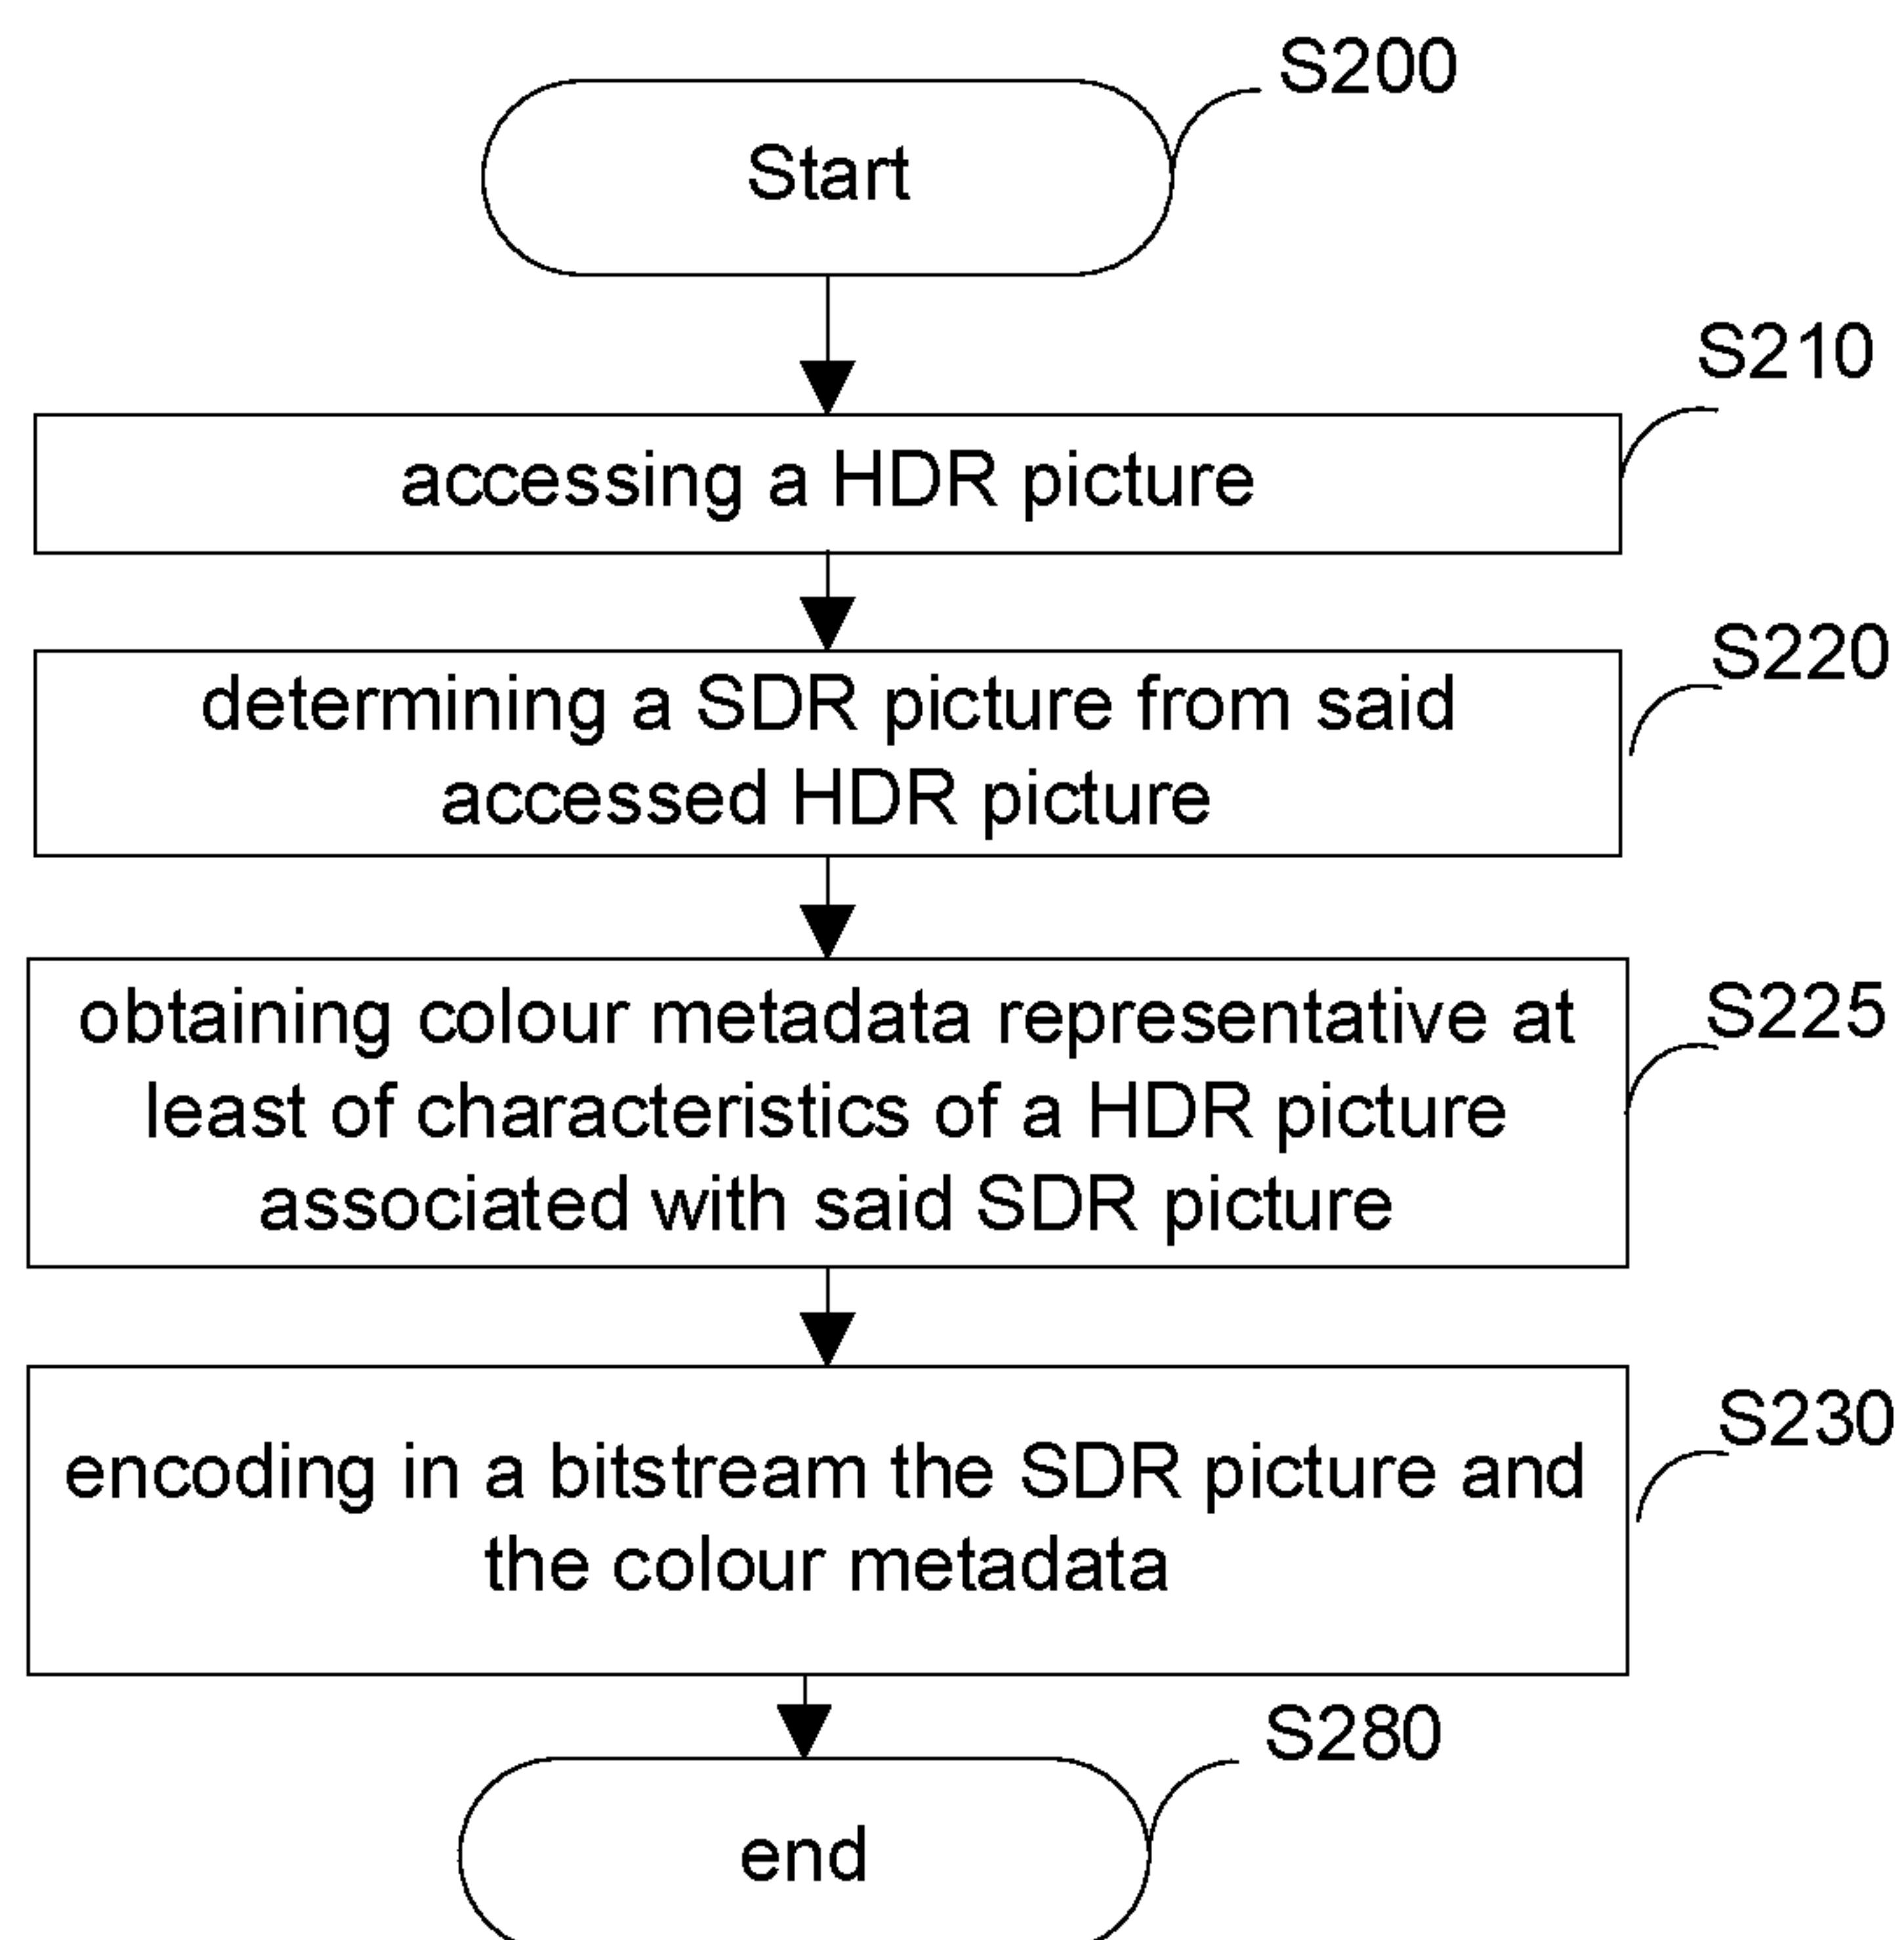 S200
Start
S210
accessing a HDR picture
S220
determining a SDR picture from said
accessed HDR picture
S225
obtaining colour metadata representative at
least of characteristics of a HDR picture
associated with said SDR picture
S230
encoding in a bitstream the SDR picture and
the colour metadata
S280
end